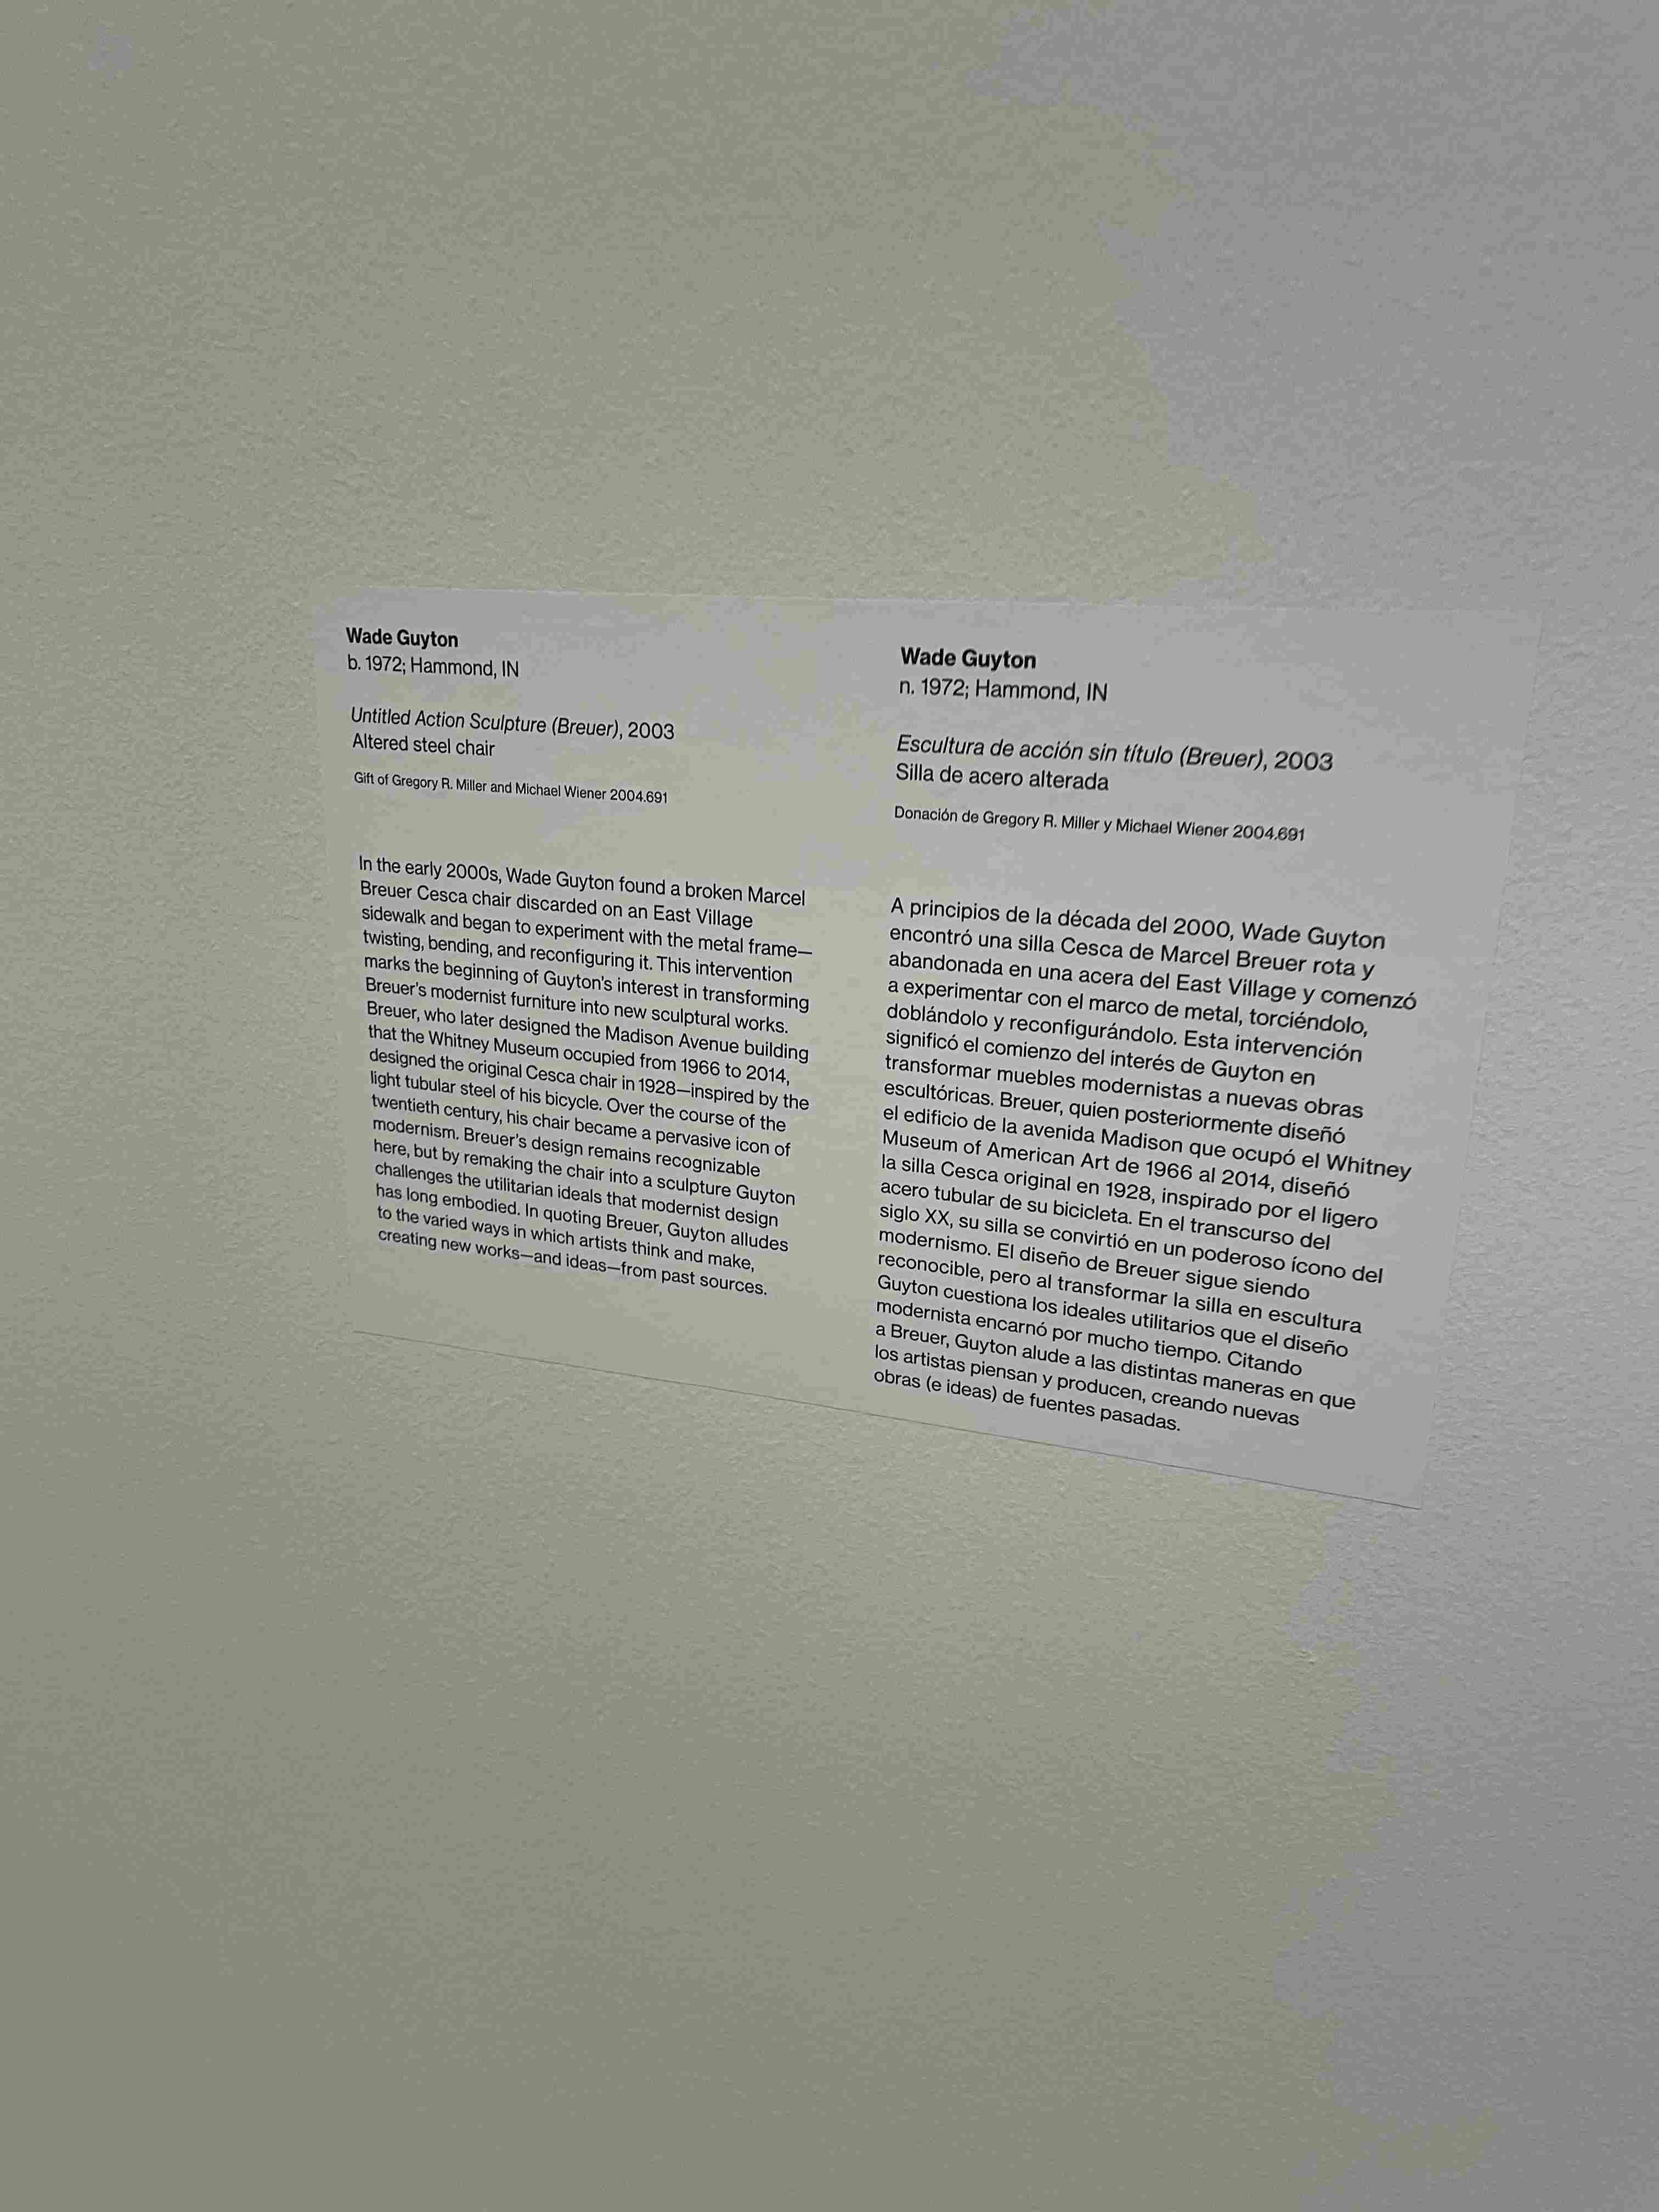 Wade Guyton
b. 1972; Hammond, IN
Untitled Action Sculpture (Breuer), 2003
Altered steel chair
Gift of Gregory R. Miller and Michael Wiener 2004.691
In the early 2000s, Wade Guyton found a broken Marcel
Breuer Cesca chair discarded on an East Village
sidewalk and began to experiment with the metal frame—
twisting, bending, and reconfiguring it. This intervention
marks the beginning of Guyton's interest in transforming
Breuer's modernist furniture into new sculptural works.
Breuer, who later designed the Madison Avenue building
that the Whitney Museum occupied from 1966 to 2014,
designed the original Cesca chair in 1928—inspired by the
light tubular steel of his bicycle. Over the course of the
twentieth century, his chair became a pervasive icon of
modernism. Breuer's design remains recognizable
here, but by remaking the chair into a sculpture Guyton
challenges the utilitarian ideals that modernist design
has long embodied. In quoting Breuer, Guyton alludes
to the varied ways in which artists think and make,
creating new works—and ideas—from past sources.
Wade Guyton
n. 1972; Hammond, IN
Escultura de acción sin título (Breuer), 2003
Silla de acero alterada
Donación de Gregory R. Miller y Michael Wiener 2004.691
A principios de la década del 2000, Wade Guyton
encontró una silla Cesca de Marcel Breuer rota y
abandonada en una acera del East Village y comenzó
a experimentar con el marco de metal, torciéndolo,
doblándolo y reconfigurándolo. Esta intervención
significó el comienzo del interés de Guyton en
transformar muebles modernistas a nuevas obras
escultóricas. Breuer, quien posteriormente diseñó
el edificio de la avenida Madison que ocupó el Whitney
Museum of American Art de 1966 al 2014, diseñó
la silla Cesca original en 1928, inspirado por el ligero
acero tubular de su bicicleta. En el transcurso del
siglo XX, su silla se convirtió en un poderoso ícono del
modernismo. El diseño de Breuer sigue siendo
reconocible, pero al transformar la silla en escultura
Guyton cuestiona los ideales utilitarios que el diseño
modernista encarnó por mucho tiempo. Citando
a Breuer, Guyton alude a las distintas maneras en que
los artistas piensan y producen, creando nuevas
obras (e ideas) de fuentes pasadas.